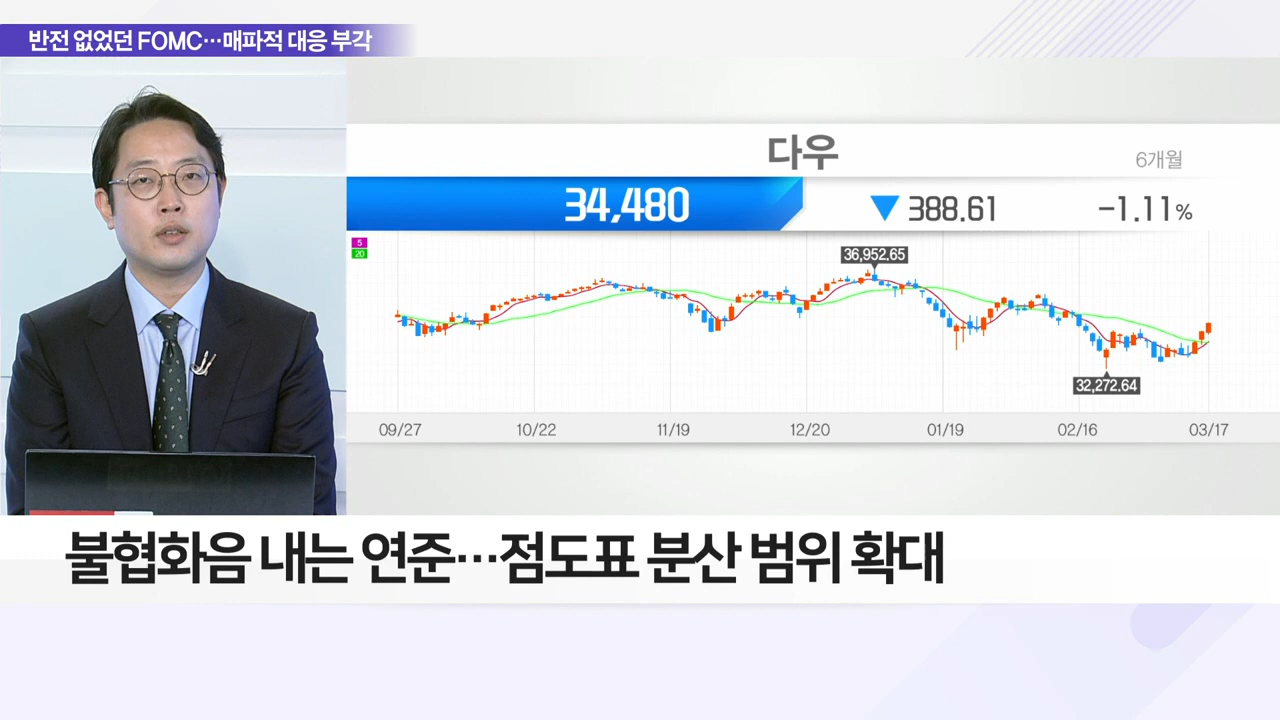 반전 없었던 FOMC…매파적 대응 부각
다우
6개월
34,480 ▼ 388.61 -1.11%
5
20
36,952.65
32,272.64
09/27 10/22 11/19 12/20 01/19 02/16 03/17
불협화음 내는 연준…점도표 분산 범위 확대